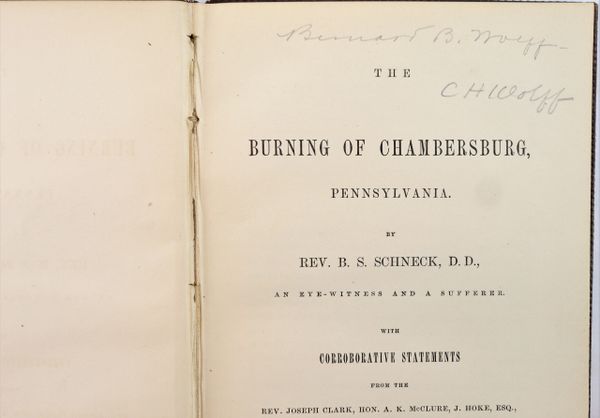 Bernard B. Wolff
THE
C H Wolff
BURNING OF CHAMBERSBURG,
PENNSYLVANIA.
BY
REV. B. S. SCHNECK, D. D.,
AN EYE-WITNESS AND A SUFFERER.
WITH
CORROBORATIVE STATEMENTS
FROM THE
REV. JOSEPH CLARK, HON. A. K. McCLURE, J. HOKE, ESQ.,